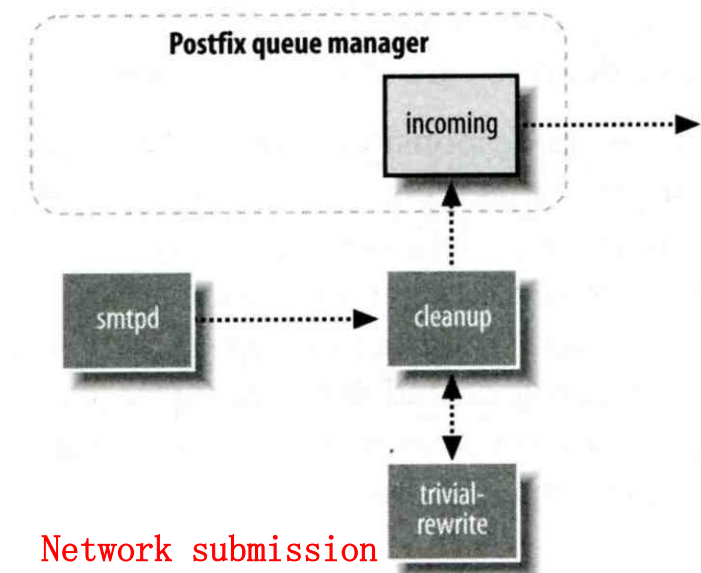 Postfix queue manager
incoming
smtpd
cleanup
trivial-
rewrite
Network submission